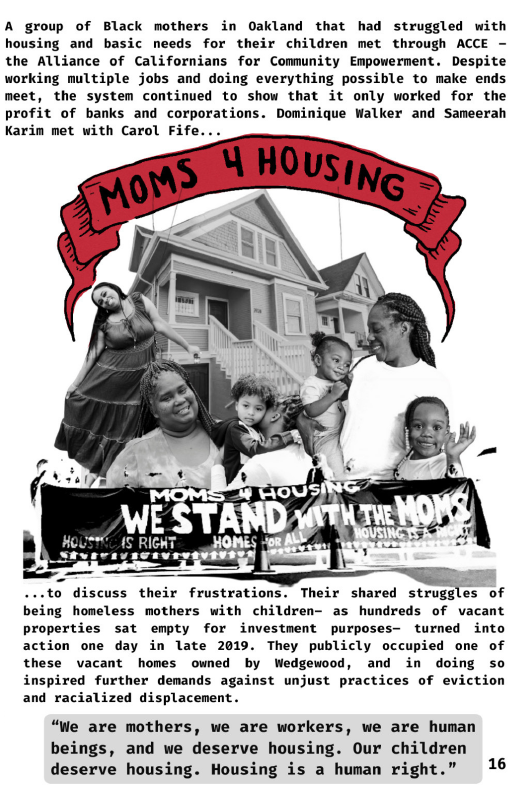 A group of Black mothers in Oakland that had struggled with
housing and basic needs for their children met through ACCE –
the Alliance of Californians for Community Empowerment. Despite
working multiple jobs and doing everything possible to make ends
meet, the system continued to show that it only worked for the
profit of banks and corporations. Dominique Walker and Sameerah
Karim met with Carol Fife...
MOMS 4 HOUSING
MOMS 4 HOUSING
WE STAND WITH THE MOMS
HOUSING IS RIGHT HOMES FOR ALL HOUSING IS A RIGHT
...to discuss their frustrations. Their shared struggles of
being homeless mothers with children– as hundreds of vacant
properties sat empty for investment purposes– turned into
action one day in late 2019. They publicly occupied one of
these vacant homes owned by Wedgewood, and in doing so
inspired further demands against unjust practices of eviction
and racialized displacement.
“We are mothers, we are workers, we are human
beings, and we deserve housing. Our children
deserve housing. Housing is a human right.”
16